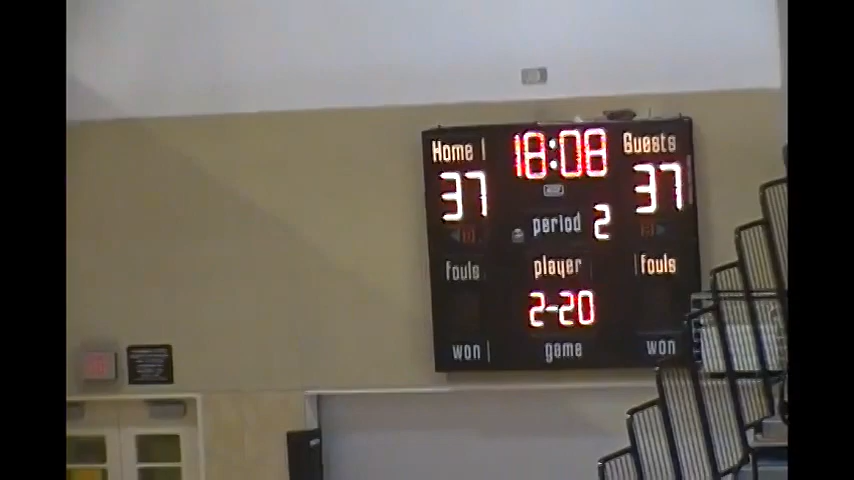 Home 18:08 Guests
37 37
period 2
fouls player fouls
2-20
won game won